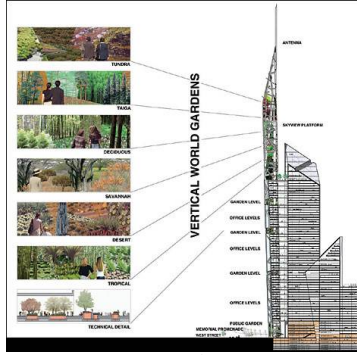 TUNDRA
TAIGA
DECIDUOUS
SAVANNAH
DESERT
TROPICAL
TECHNICAL DETAIL
VERTICAL WORLD GARDENS
ANTENNA
SKYVIEW PLATFORM
GARDEN LEVEL
OFFICE LEVELS
GARDEN LEVEL
OFFICE LEVELS
GARDEN LEVEL
OFFICE LEVELS
PUBLIC GARDEN
MEMORIAL PROMENADE
WEST STREET